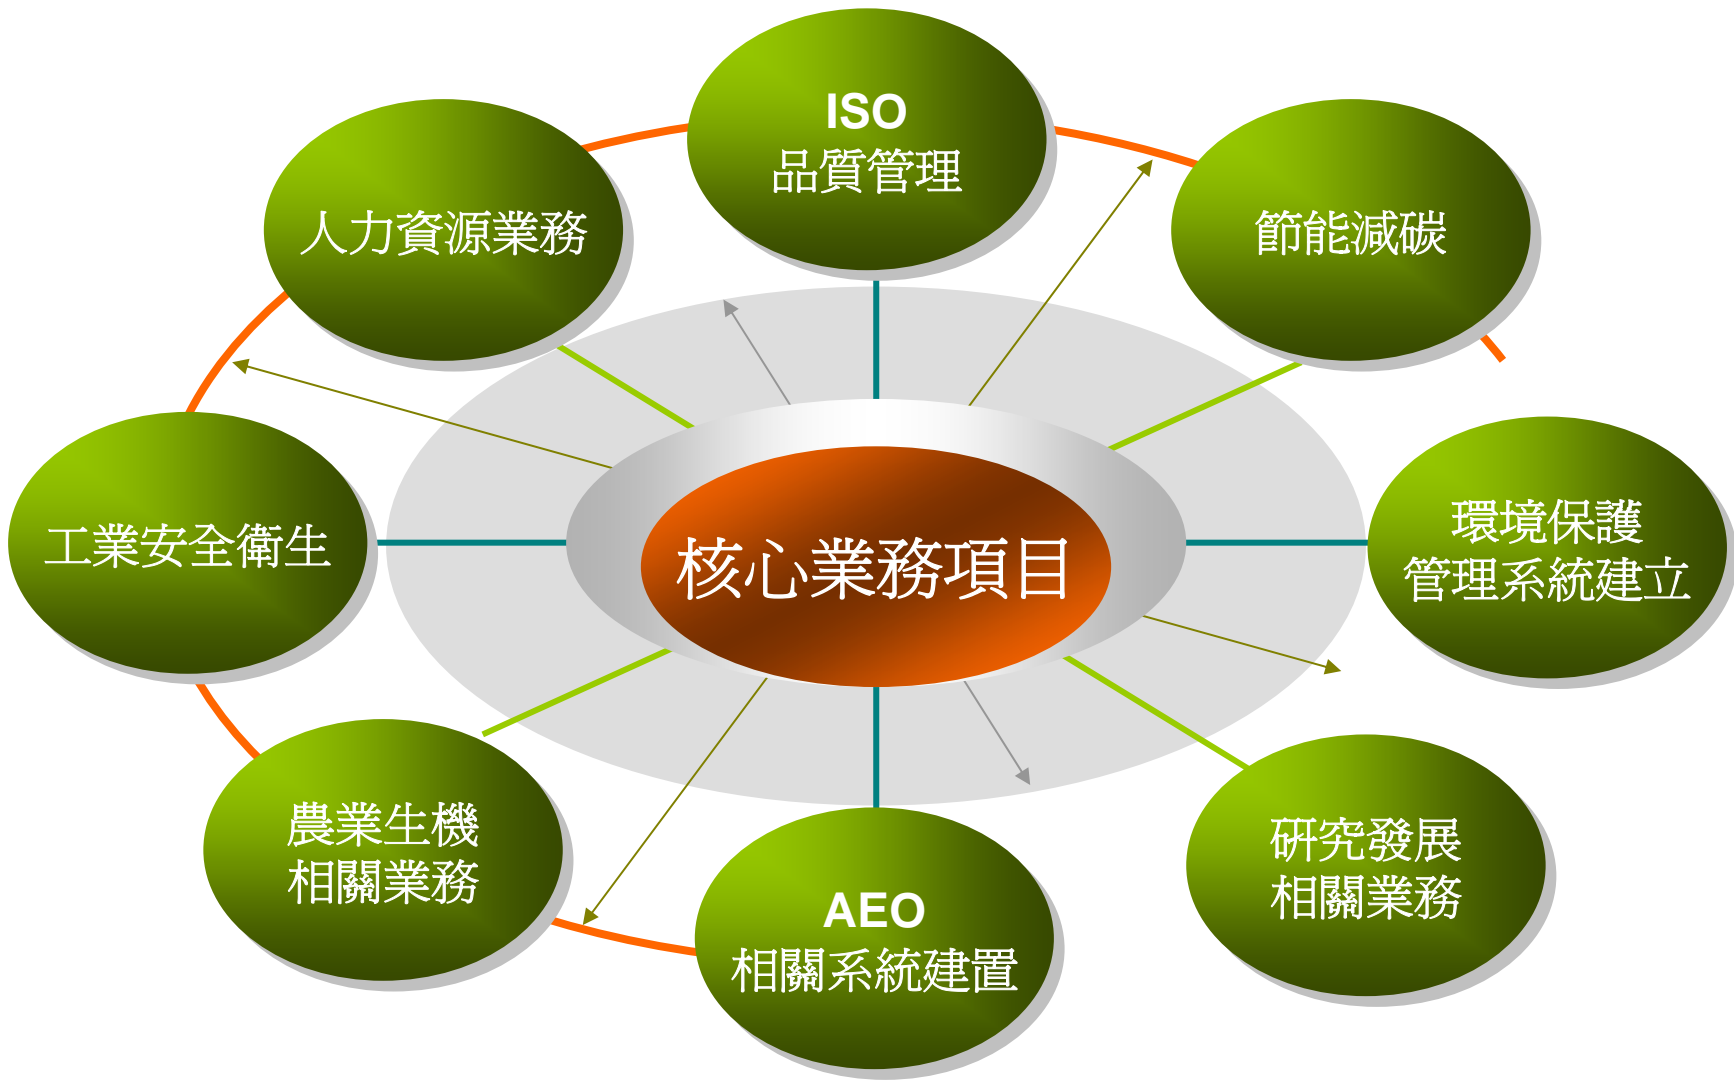 ISO
品質管理
人力資源業務
節能減碳
工業安全衛生
核心業務項目
環境保護
管理系統建立
農業生機
相關業務
研究發展
相關業務
AEO
相關系統建置